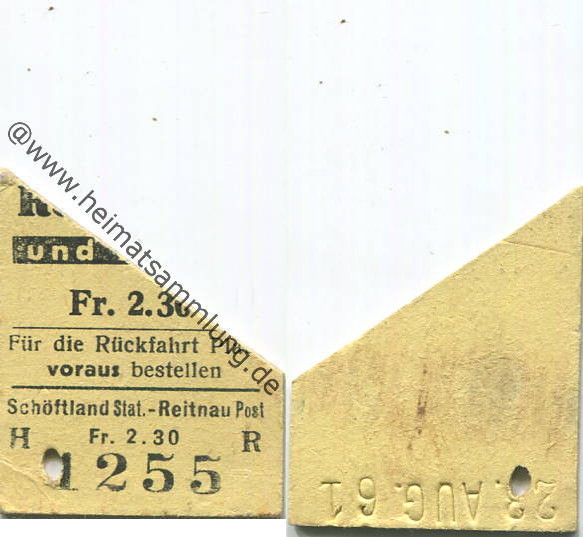 @www.heimatsammlung.de
und
Fr. 2.30
Für die Rückfahrt
voraus bestellen
Schöftland Stat.-Reitnau Post
H Fr. 2.30 R
1255
28. AUG. 61